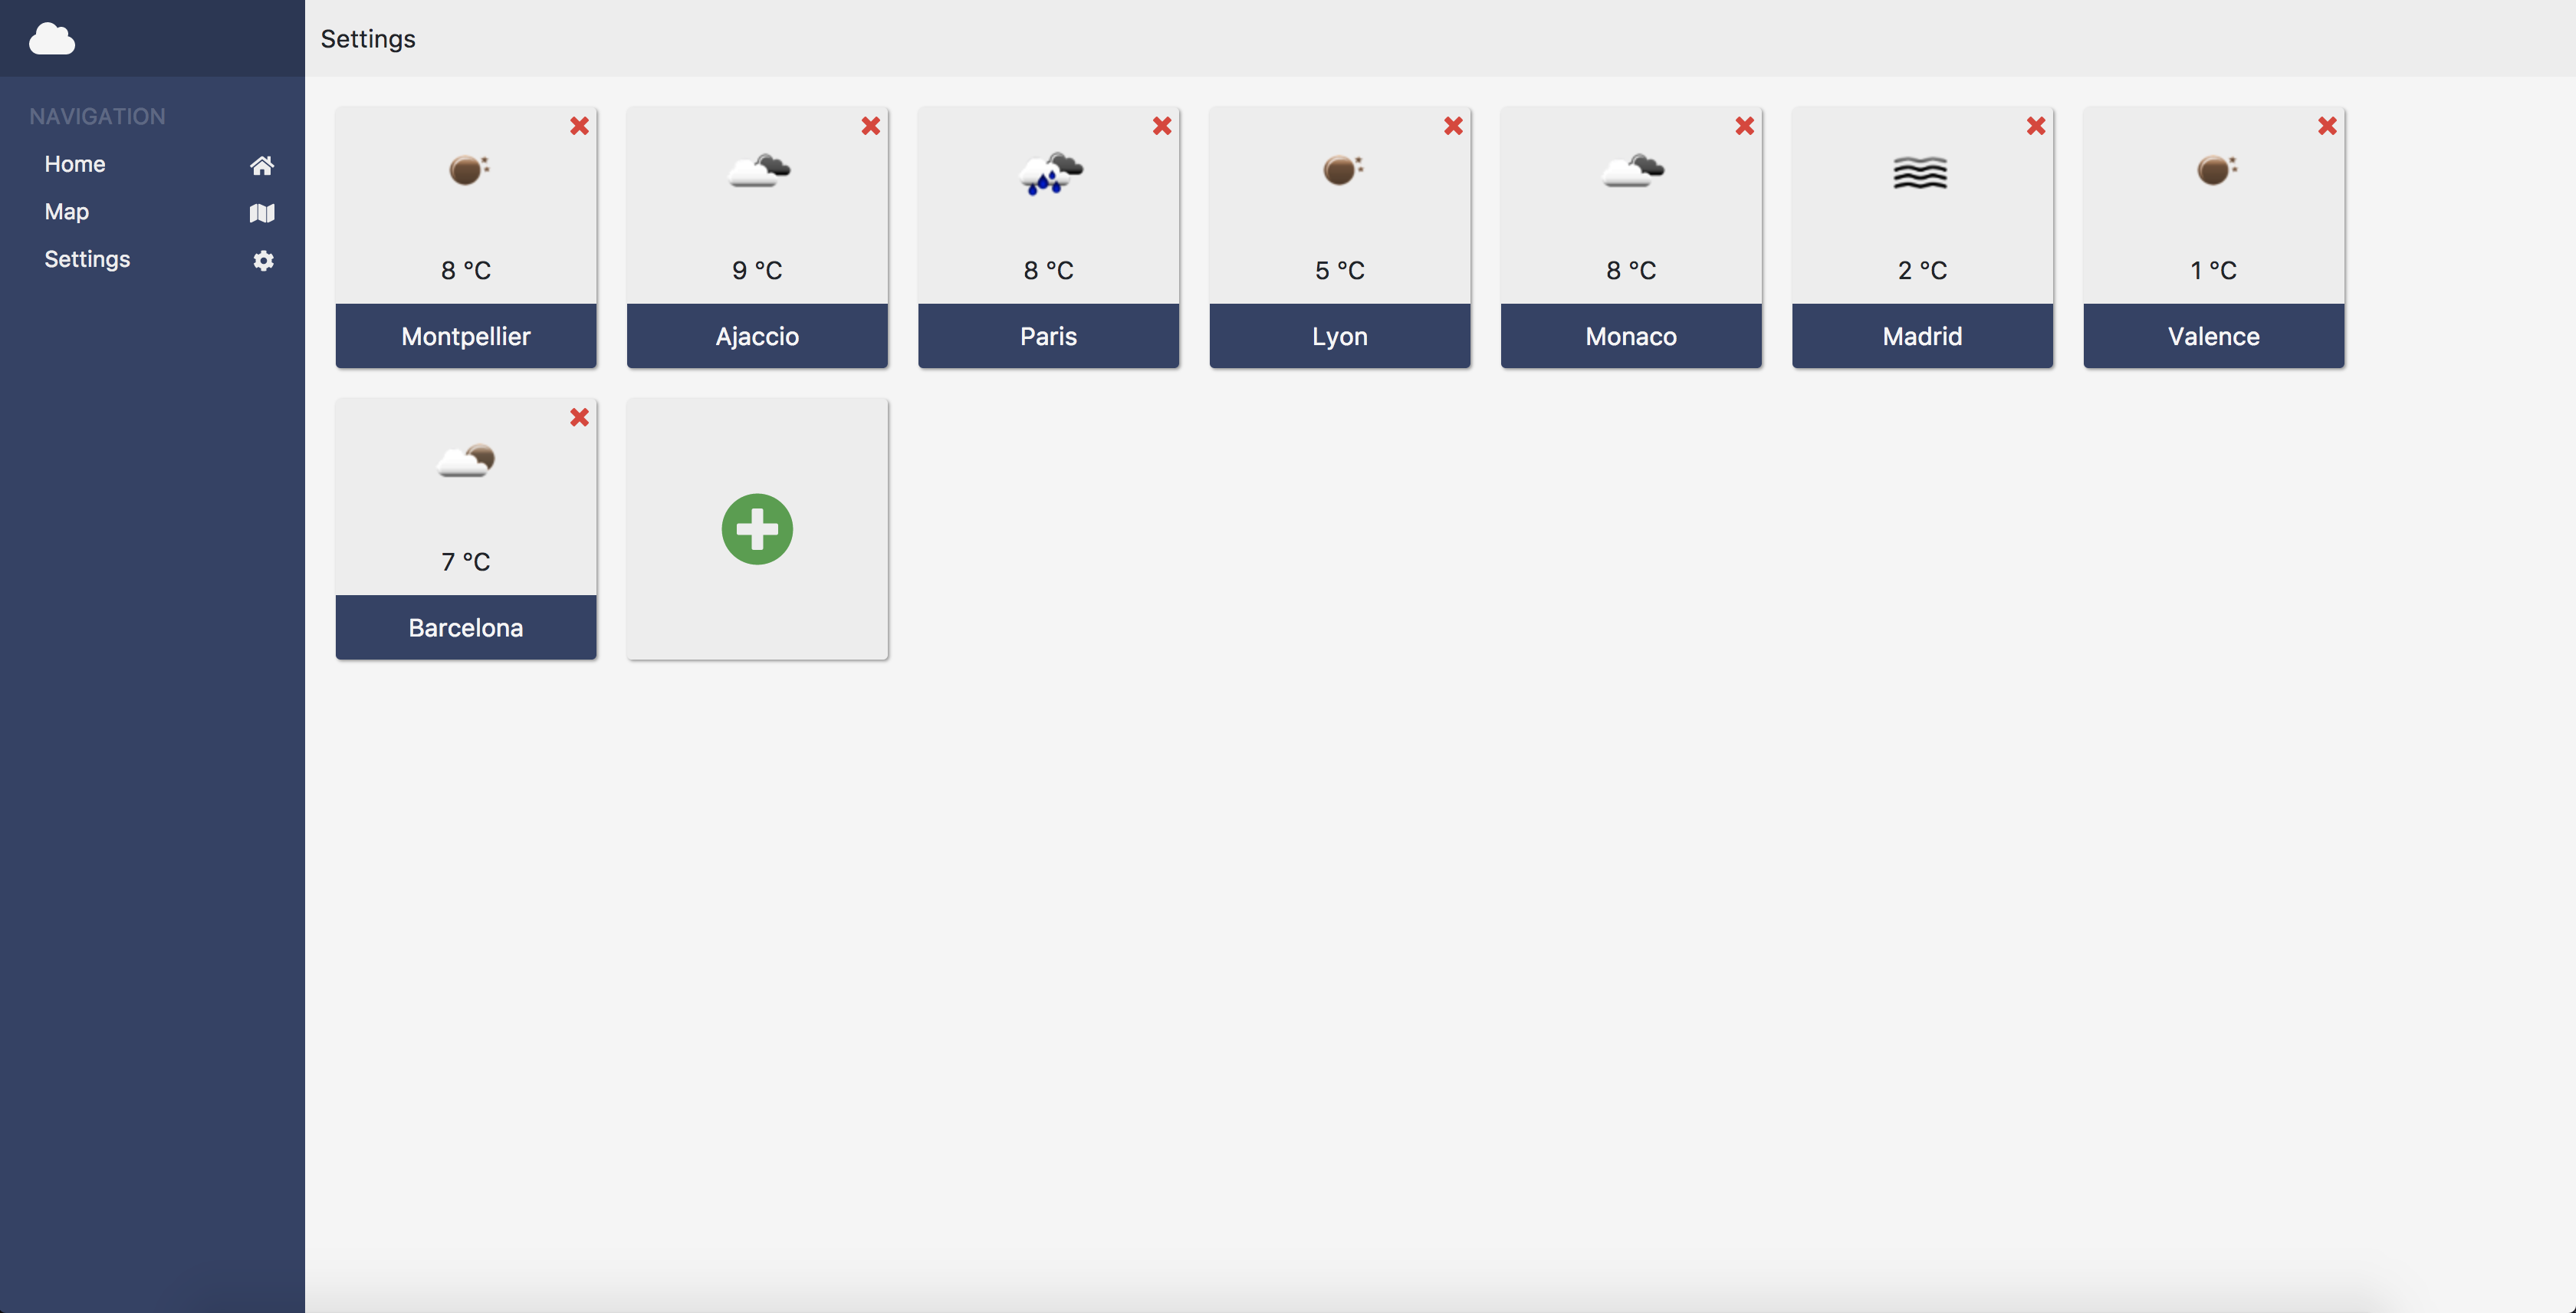 Settings
NAVIGATION
Home
Map
Settings
8 °C
Montpellier
9 °C
Ajaccio
8 °C
Paris
5 °C
Lyon
8 °C
Monaco
2 °C
Madrid
1 °C
Valence
7 °C
Barcelona